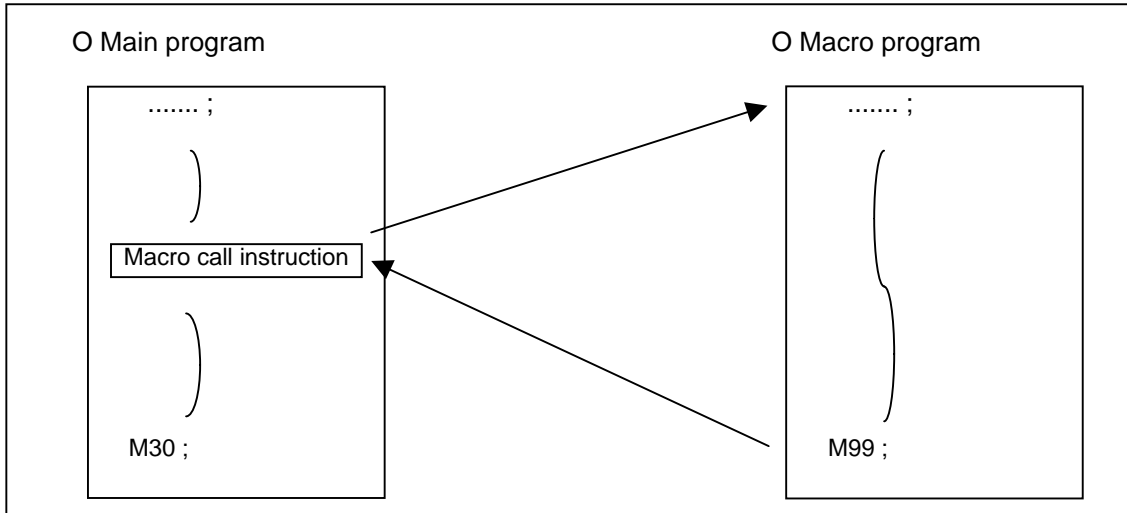 O Main program
....... ;
Macro call instruction
M30 ;
O Macro program
....... ;
M99 ;